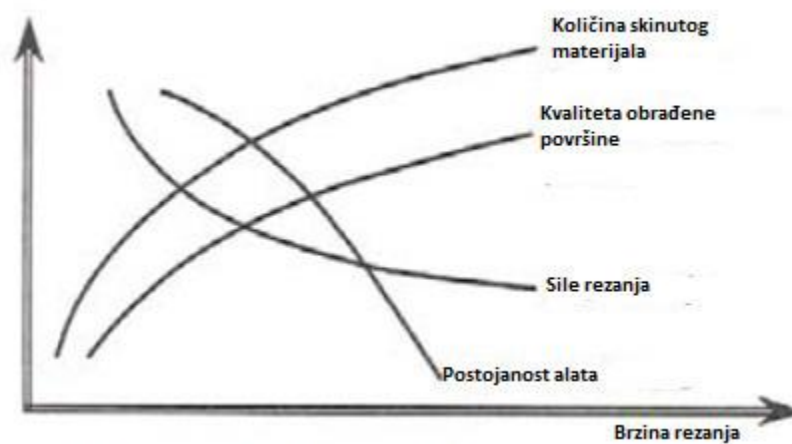 Količina skinutog
materijala
Kvaliteta obrađene
površine
Sile rezanja
Postojanost alata
Brzina rezanja